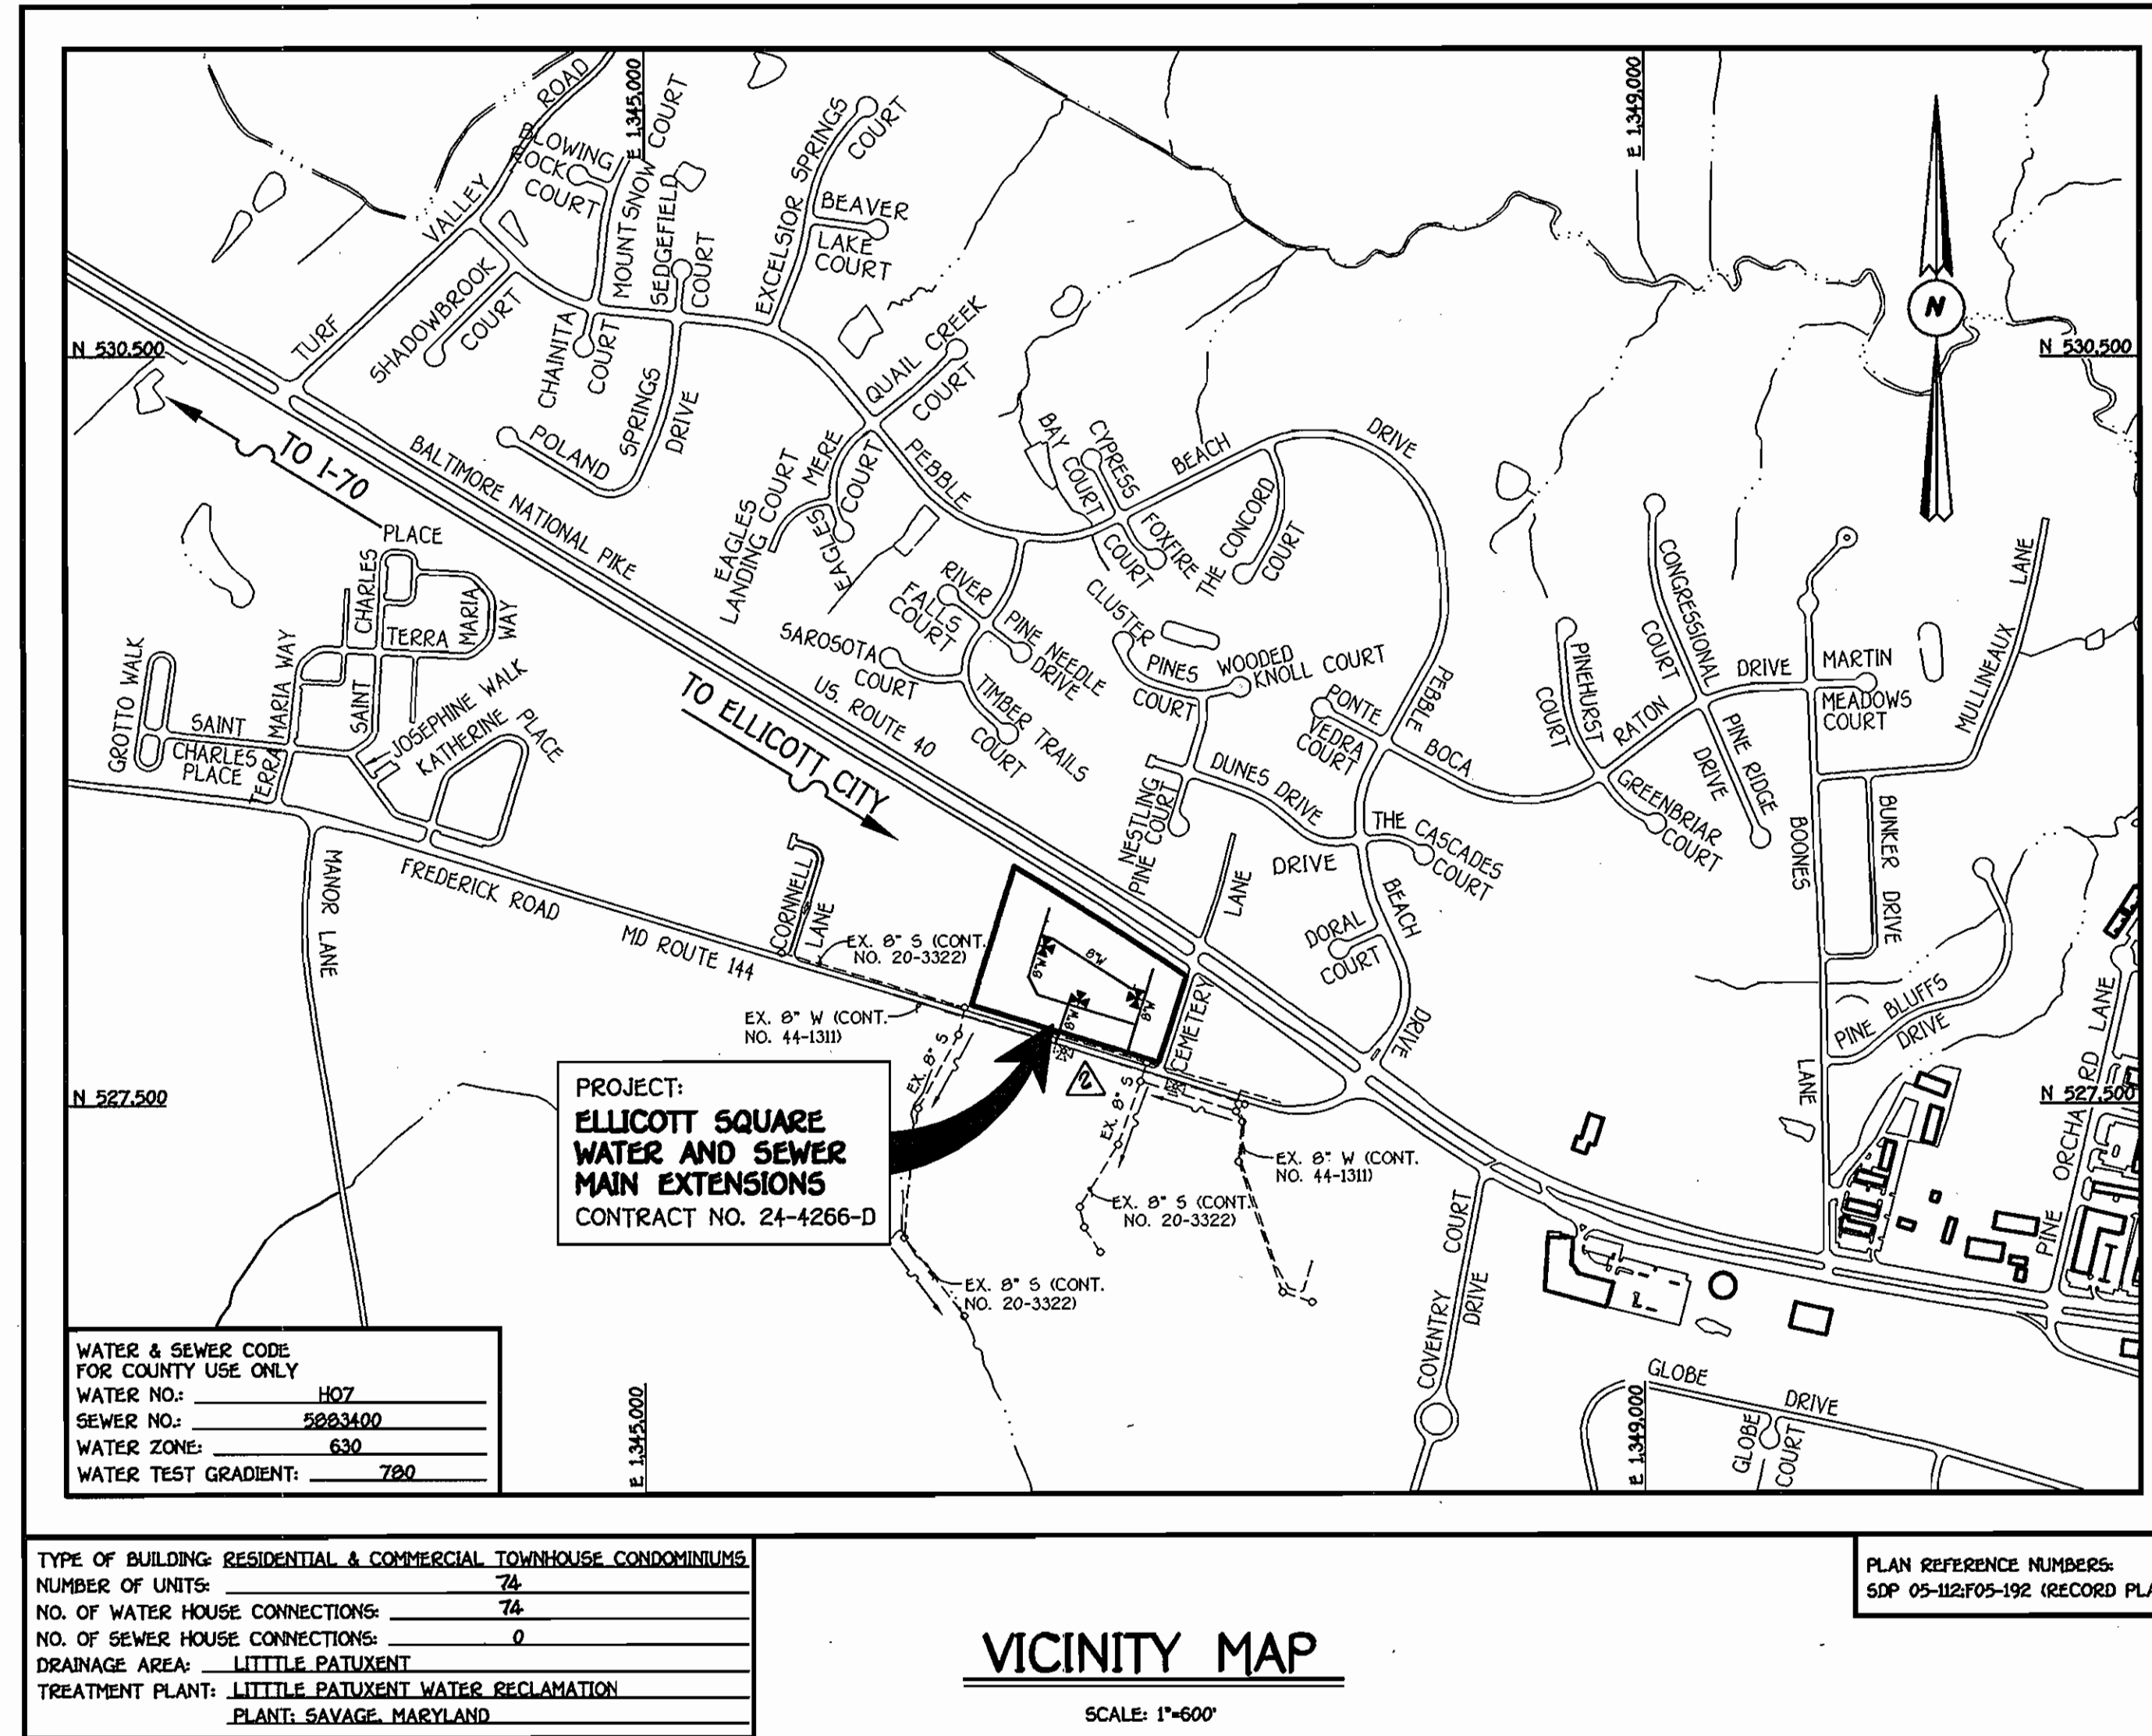 E 1,345,000
E 1,349,000
N 530,500
N 530,500
N 527,500
N 527,500
E 1,345,000
E 1,349,000
N
TURF VALLEY ROAD
BLOWING
ROCK
COURT
MOUNT SNOW COURT
SEDGEFIELD
COURT
EXCELSIOR SPRINGS
COURT
BEAVER
LAKE
COURT
SHADOWBROOK
COURT
CHAINITA
COURT
POLAND
SPRINGS
DRIVE
QUAIL CREEK
COURT
TO I-70
BALTIMORE NATIONAL PIKE
EAGLES
LANDING COURT
EAGLES MERE
COURT
PEBBLE
BEACH
DRIVE
BAY
COURT
CYPRESS
COURT
FOXFIRE
THE CONCORD
COURT
PLACE
SAINT CHARLES
TERRA MARIA
WAY
TERRA MARIA WAY
GROTTO WALK
SAINT
CHARLES
PLACE
JOSEPHINE WALK
KATHERINE PLACE
RIVER
FALLS
COURT
PINE NEEDLE
DRIVE
SAROSOTA
COURT
TIMBER TRAILS
COURT
CLUSTER
PINES
COURT
WOODED
KNOLL COURT
US. ROUTE 40
TO ELLICOTT CITY
PONTE
VEDRA
COURT
PEBBLE
BOCA
RATON
DRIVE
CONGRESSIONAL
COURT
PINEHURST
COURT
MARTIN
MEADOWS
COURT
MULLINEAUX LANE
PINE RIDGE
DRIVE
GREENBRIAR
COURT
NESTLING
PINE COURT
DUNES DRIVE
THE CASCADES
COURT
DRIVE
LANE
BEACH
DRIVE
DORAL
COURT
BOONES
LANE
BUNKER DRIVE
PINE BLUFFS
DRIVE
PINE ORCHA RD LANE
MANOR LANE
FREDERICK ROAD
MD ROUTE 144
CORNNELL
LANE
EX. 8" S (CONT.
NO. 20-3322)
8"W
8"W
8"W
8"W
CEMETERY
EX. 8" W (CONT.
NO. 44-1311)
EX. 8" S
EX. 8" S
2
PROJECT:
ELLICOTT SQUARE
WATER AND SEWER
MAIN EXTENSIONS
CONTRACT NO. 24-4266-D
EX. 8" W (CONT.
NO. 44-1311)
EX. 8" S (CONT.
NO. 20-3322)
EX. 8" S (CONT.
NO. 20-3322)
COVENTRY COURT
DRIVE
GLOBE
DRIVE
GLOBE
COURT
WATER & SEWER CODE
FOR COUNTY USE ONLY
WATER NO.: H07
SEWER NO.: 5883400
WATER ZONE: 630
WATER TEST GRADIENT: 780
TYPE OF BUILDING: RESIDENTIAL & COMMERCIAL TOWNHOUSE CONDOMINIUMS
NUMBER OF UNITS: 74
NO. OF WATER HOUSE CONNECTIONS: 74
NO. OF SEWER HOUSE CONNECTIONS: 0
DRAINAGE AREA: LITTTLE PATUXENT
TREATMENT PLANT: LITTTLE PATUXENT WATER RECLAMATION
PLANT: SAVAGE, MARYLAND
VICINITY MAP
SCALE: 1"=600'
PLAN REFERENCE NUMBERS:
SDP 05-112;F05-192 (RECORD PLA